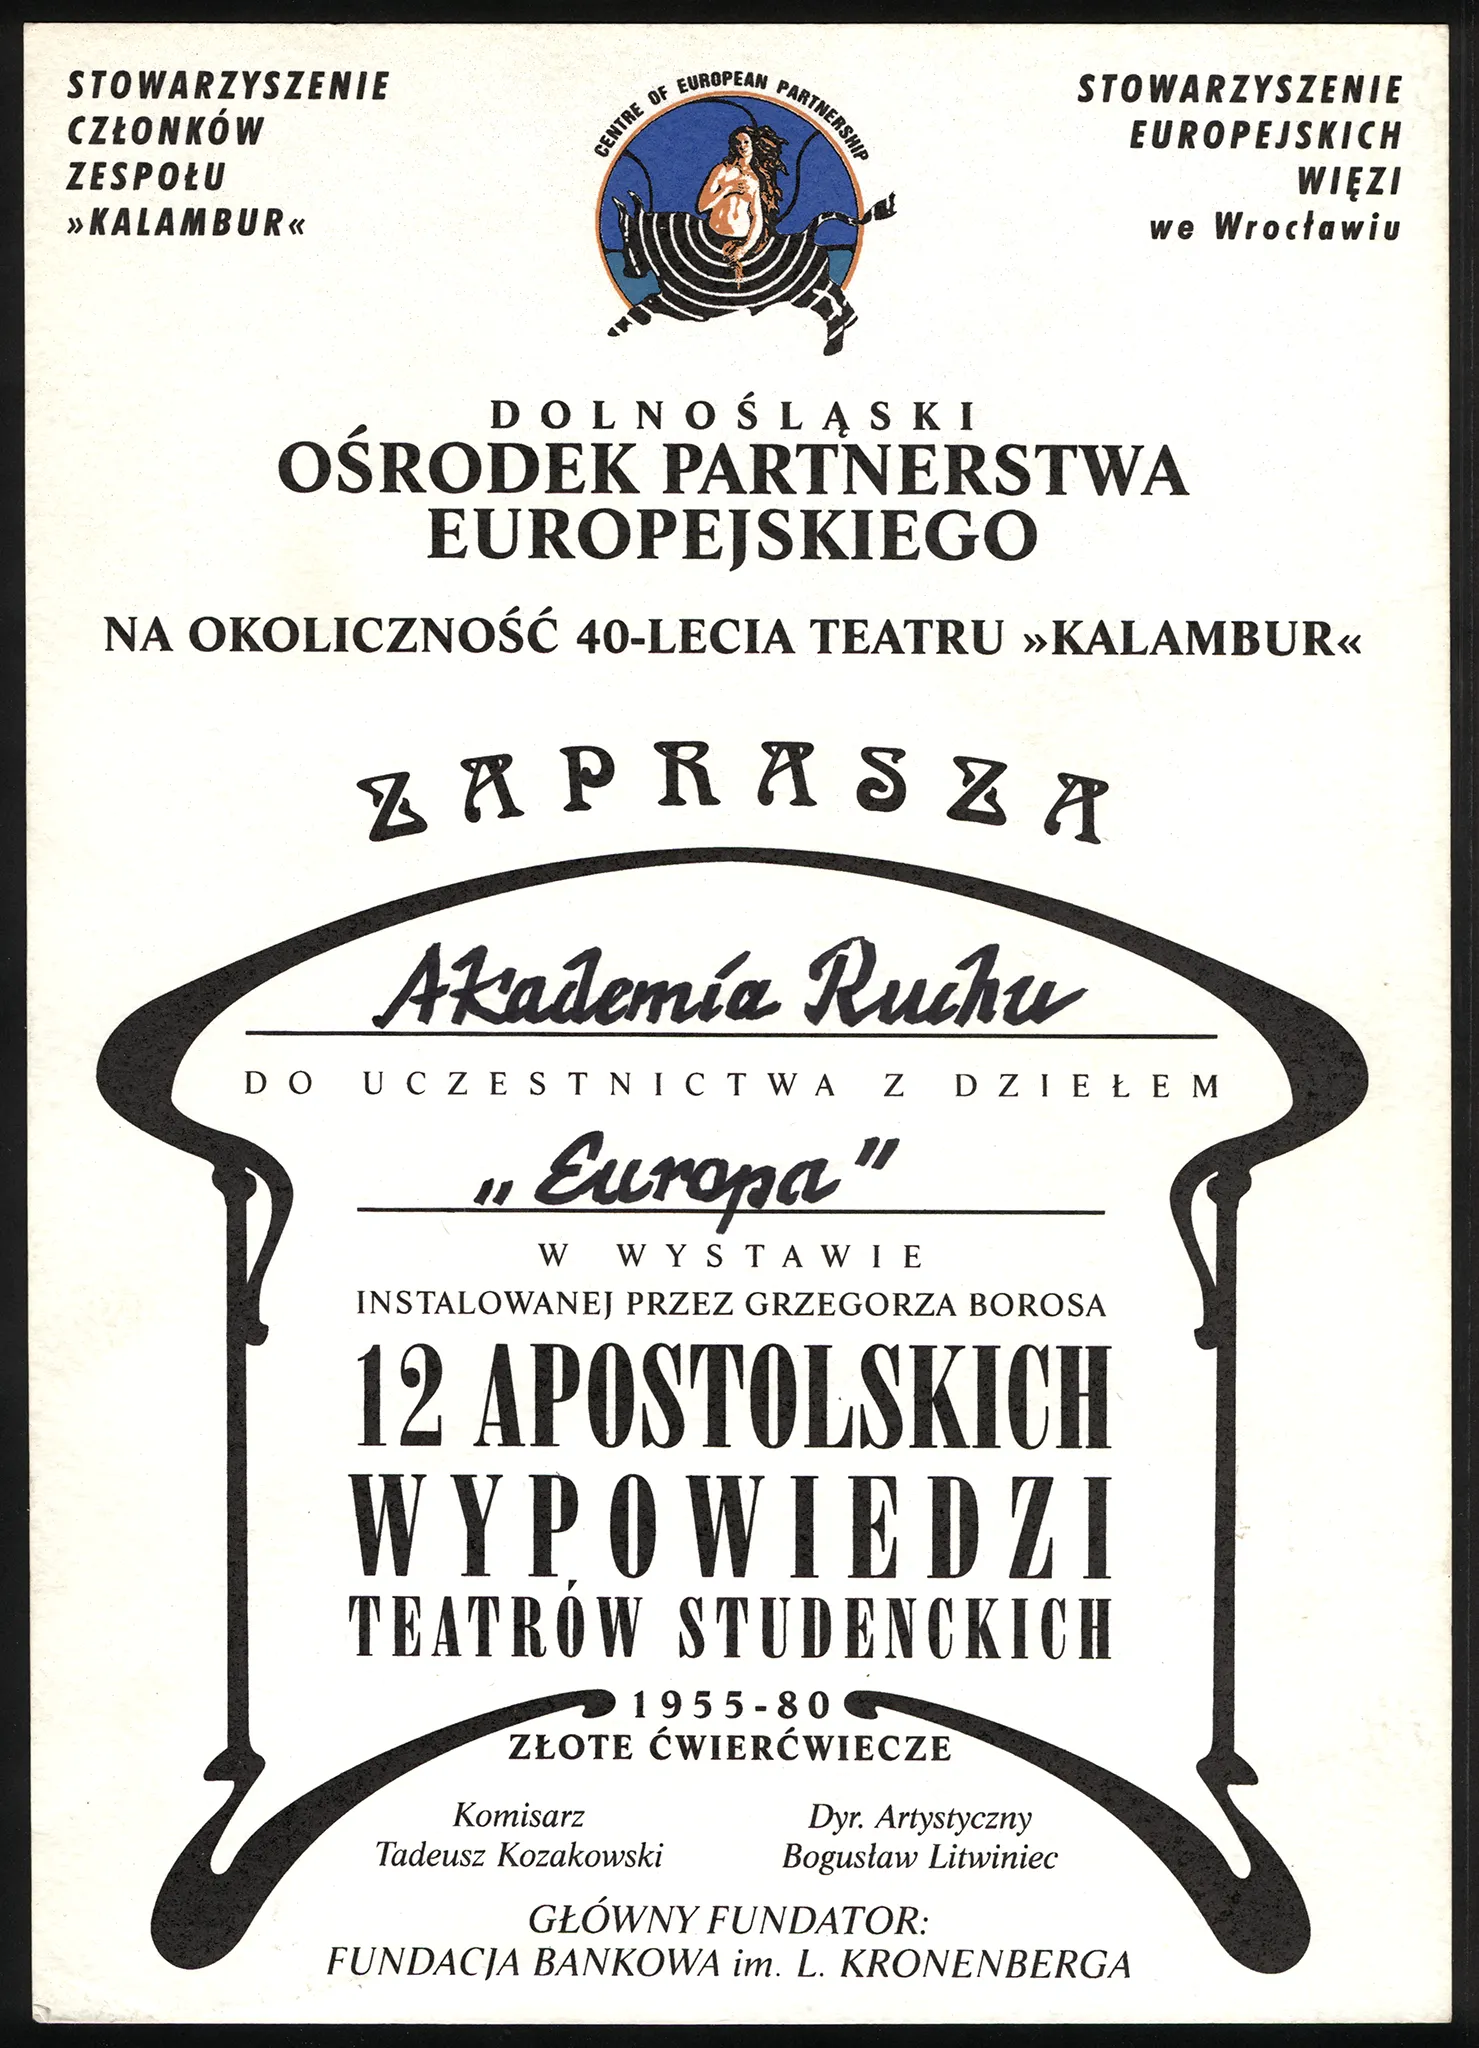 STOWARZYSZENIE
CZŁONKÓW
ZESPOŁU
»KALAMBUR«
CENTRE OF EUROPEAN PARTNERSHIP
STOWARZYSZENIE
EUROPEJSKICH
WIĘZI
we Wrocławiu
DOLNOŚLĄSKI
OŚRODEK PARTNERSTWA
EUROPEJSKIEGO
NA OKOLICZNOŚĆ 40-LECIA TEATRU »KALAMBUR«
ZAPRASZA
Akademia Ruchu
DO UCZESTNICTWA Z DZIEŁEM
„Europa”
W WYSTAWIE
INSTALOWANEJ PRZEZ GRZEGORZA BOROSA
12 APOSTOLSKICH
WYPOWIEDZI
TEATRÓW STUDENCKICH
1955-80
ZŁOTE ĆWIERĆWIECZE
Komisarz
Tadeusz Kozakowski
Dyr. Artystyczny
Bogusław Litwiniec
GŁÓWNY FUNDATOR:
FUNDACJA BANKOWA im. L. KRONENBERGA